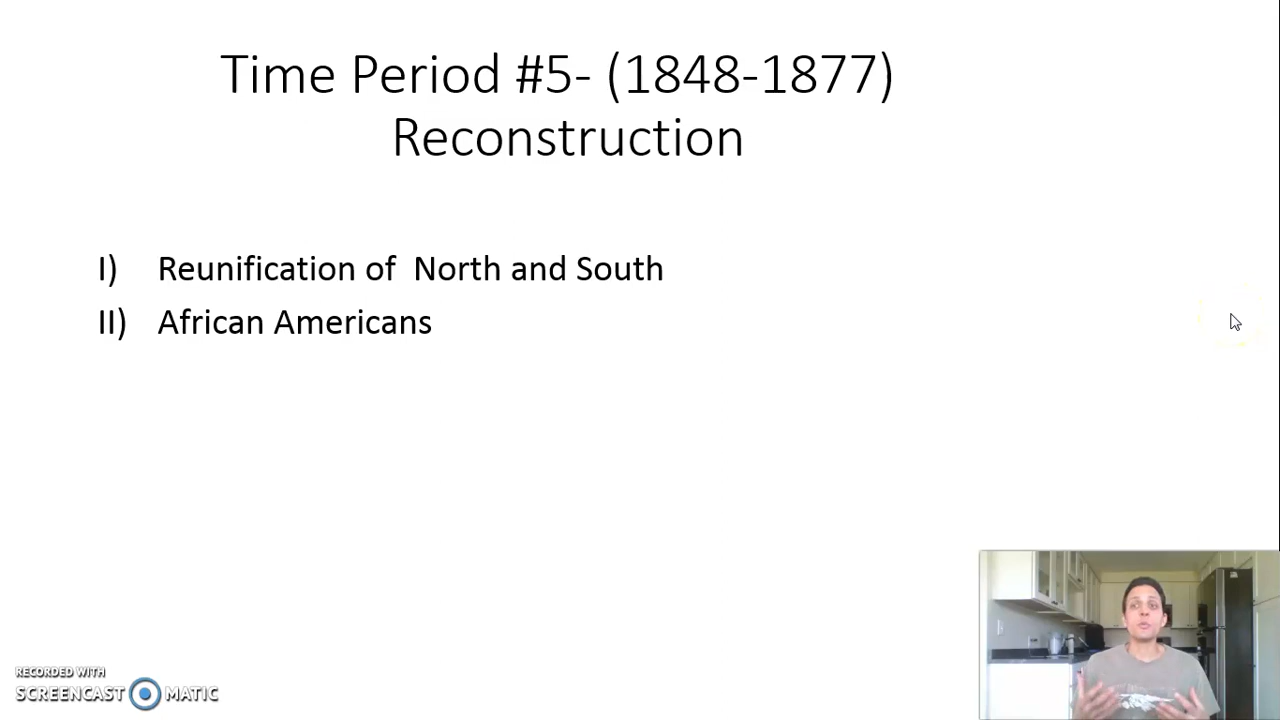 Time Period #5- (1848-1877)
Reconstruction
I) Reunification of North and South
II) African Americans
RECORDED WITH
SCREENCAST MATIC